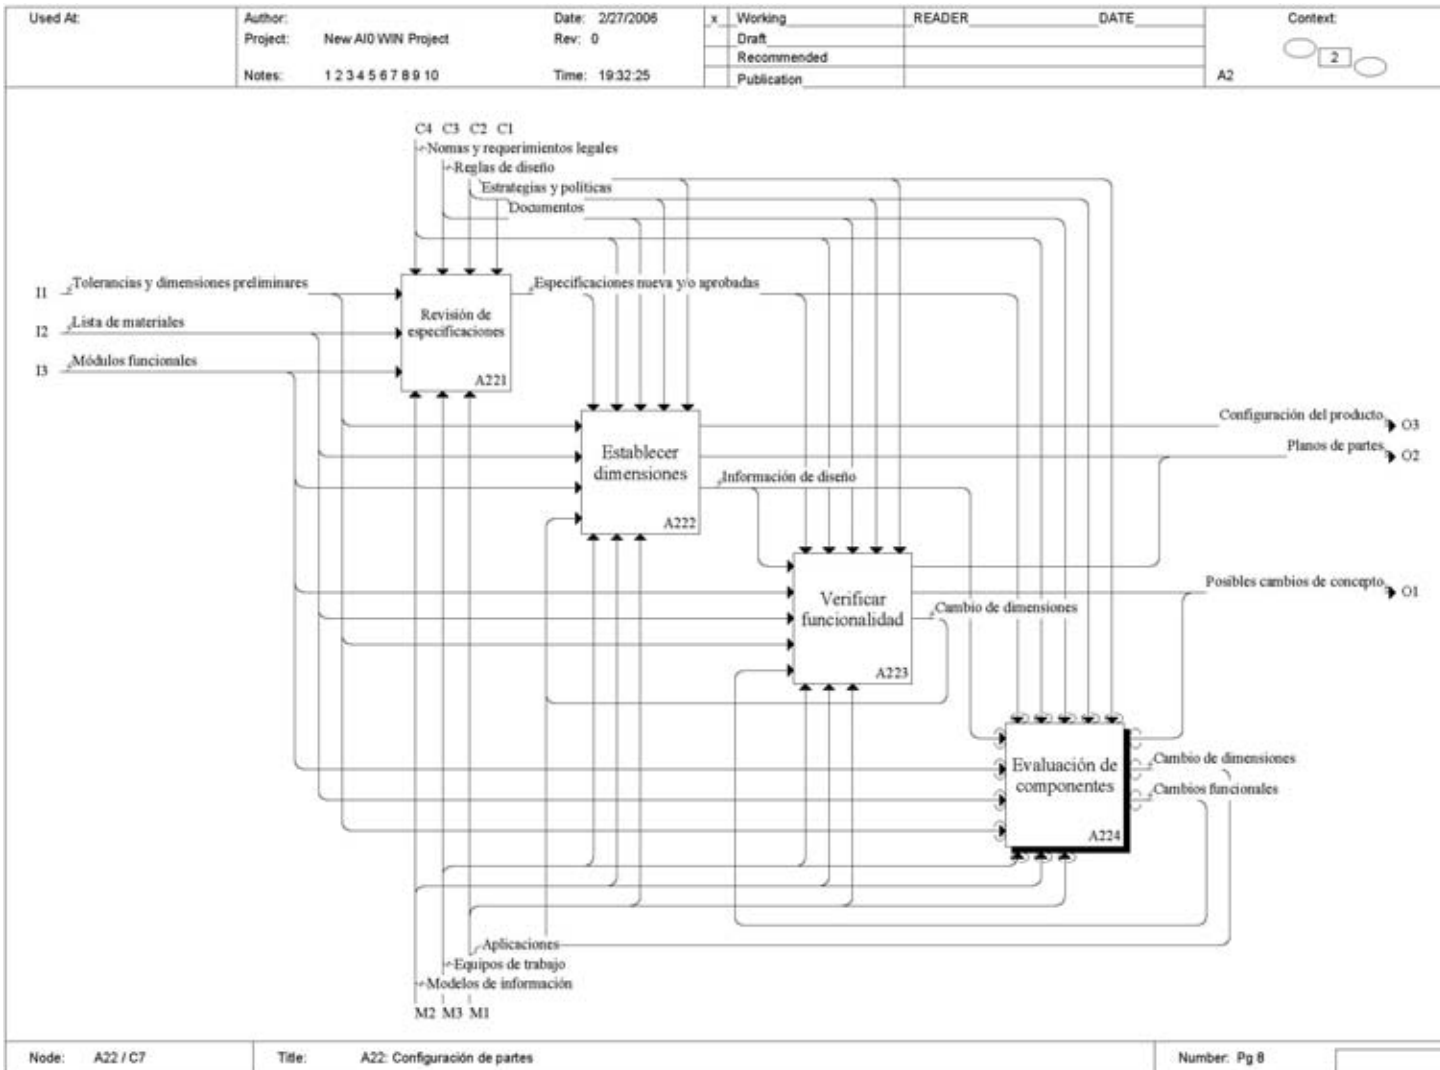 Used At:
Author:
Date: 2/27/2006
x
Working
READER
DATE
Context:
Project: New AI0 WIN Project
Rev: 0
Draft
Recommended
2
Notes: 1 2 3 4 5 6 7 8 9 10
Time: 19:32:25
Publication
A2
C4 C3 C2 C1
Nomas y requerimientos legales
Reglas de diseño
Estrategias y políticas
Documentos
I1
Tolerancias y dimensiones preliminares
I2
Lista de materiales
I3
Módulos funcionales
Revisión de
especificaciones
A221
Especificaciones nueva y/o aprobadas
Establecer
dimensiones
A222
Configuración del producto
O3
Planos de partes
O2
Información de diseño
Verificar
funcionalidad
A223
Posibles cambios de concepto
O1
Cambio de dimensiones
Evaluación de
componentes
A224
Cambio de dimensiones
Cambios funcionales
Aplicaciones
Equipos de trabajo
Modelos de información
M2 M3 M1
Node: A22 / C7
Title: A22: Configuración de partes
Number: Pg 8